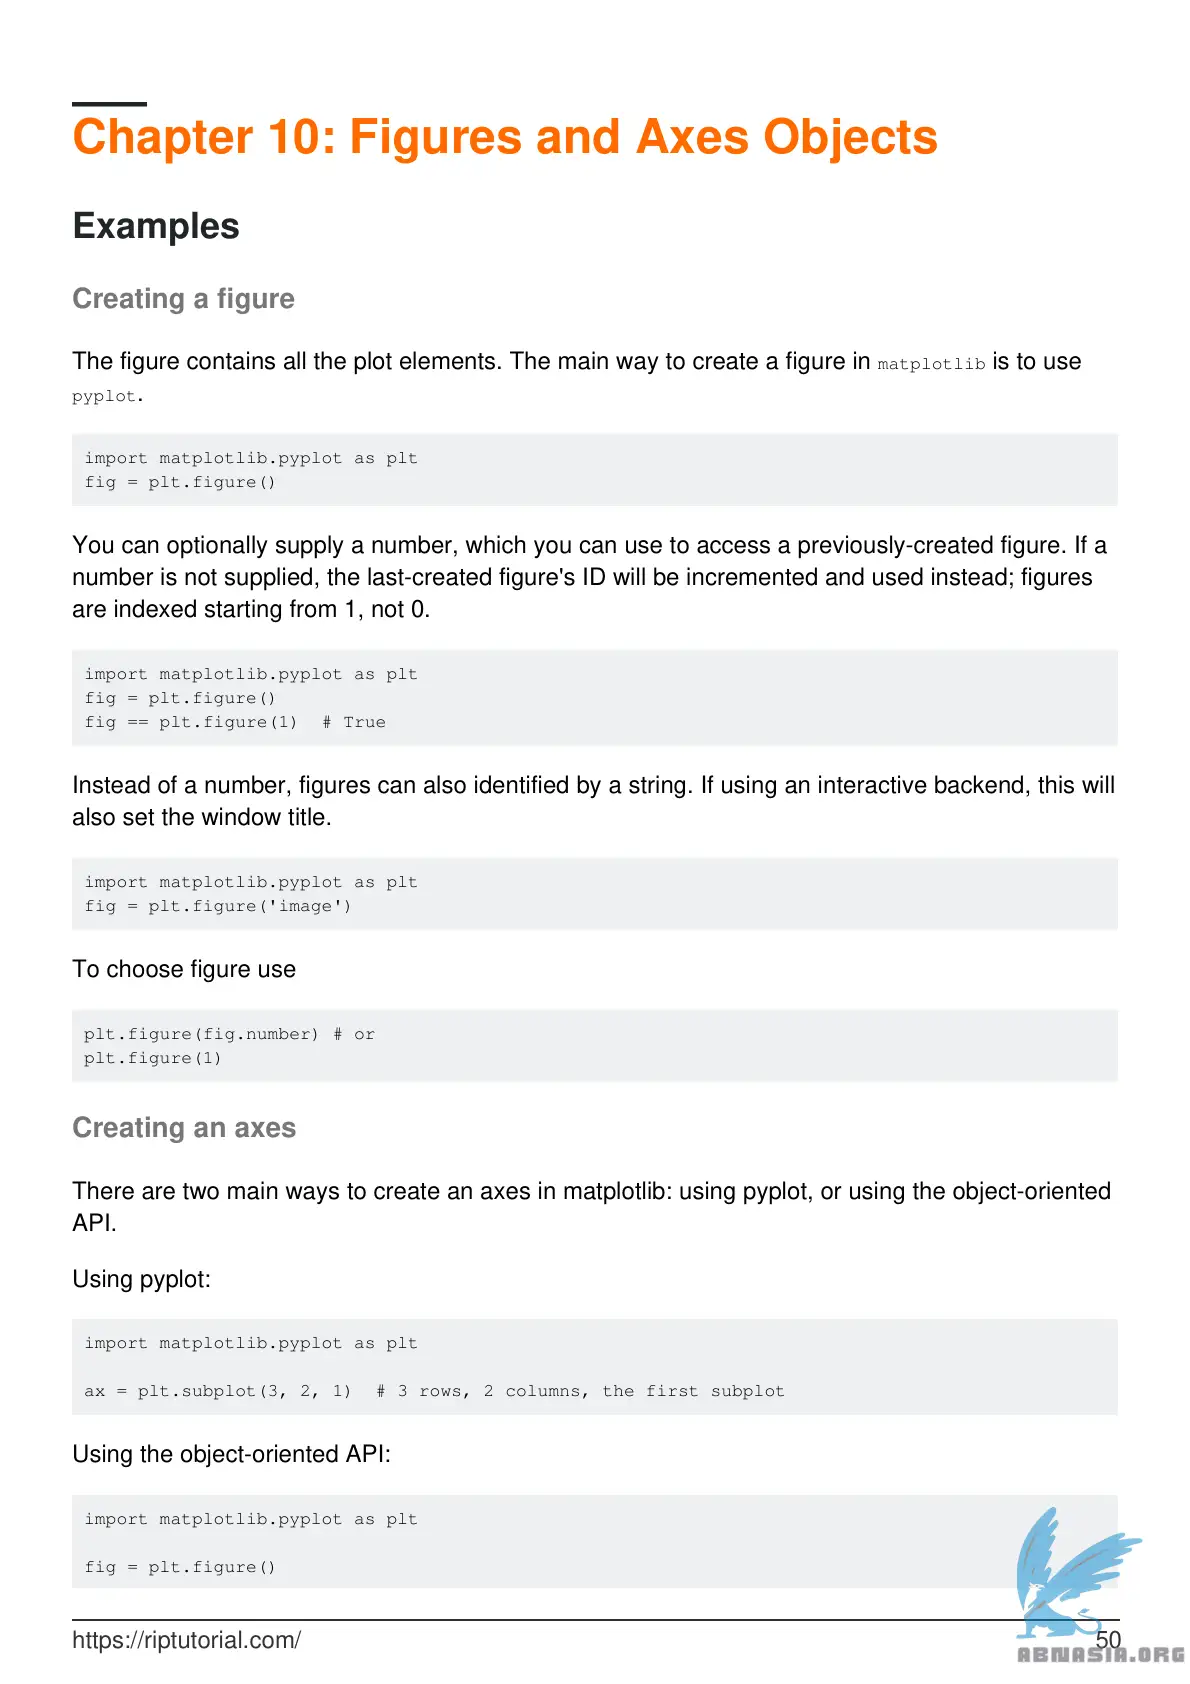 Chapter 10: Figures and Axes Objects
Examples
Creating a figure
The figure contains all the plot elements. The main way to create a figure in matplotlib is to use
pyplot.
import matplotlib.pyplot as plt
fig = plt.figure()
You can optionally supply a number, which you can use to access a previously-created figure. If a
number is not supplied, the last-created figure's ID will be incremented and used instead; figures
are indexed starting from 1, not 0.
import matplotlib.pyplot as plt
fig = plt.figure()
fig == plt.figure(1)  # True
Instead of a number, figures can also identified by a string. If using an interactive backend, this will
also set the window title.
import matplotlib.pyplot as plt
fig = plt.figure('image')
To choose figure use
plt.figure(fig.number) # or
plt.figure(1)
Creating an axes
There are two main ways to create an axes in matplotlib: using pyplot, or using the object-oriented
API.
Using pyplot:
import matplotlib.pyplot as plt
ax = plt.subplot(3, 2, 1)  # 3 rows, 2 columns, the first subplot
Using the object-oriented API:
import matplotlib.pyplot as plt
fig = plt.figure()
https://riptutorial.com/
50
ABNASIA.ORG